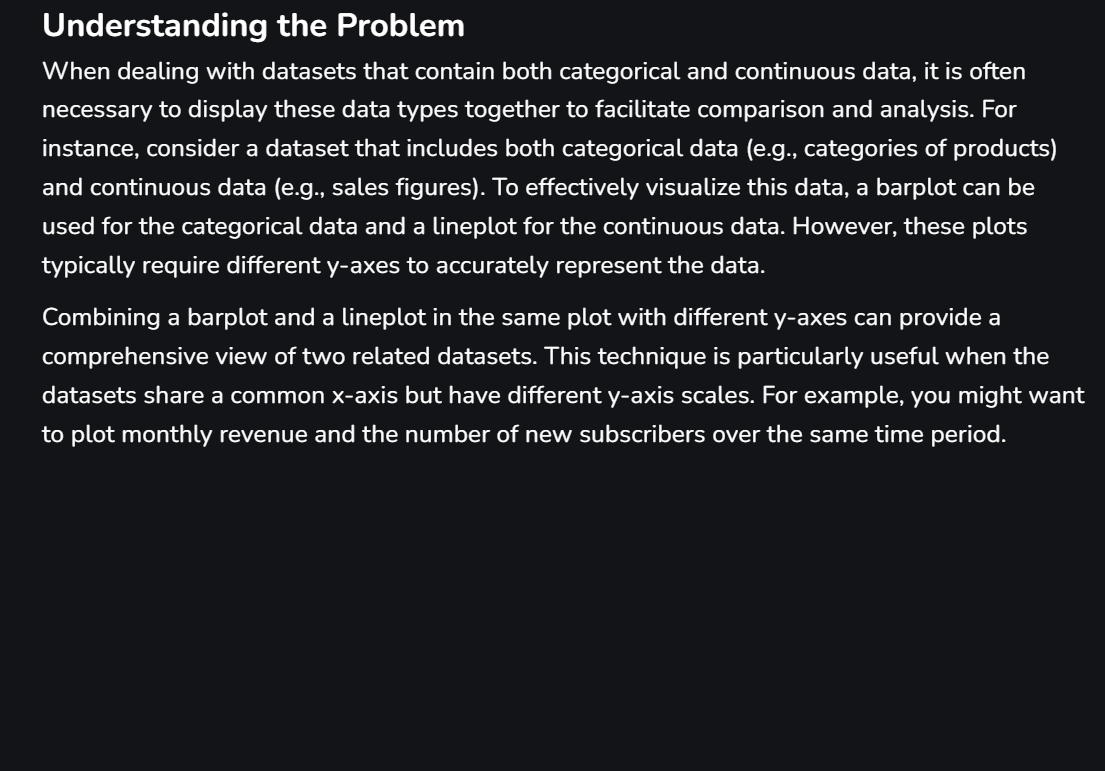 Understanding the Problem
When dealing with datasets that contain both categorical and continuous data, it is often
necessary to display these data types together to facilitate comparison and analysis. For
instance, consider a dataset that includes both categorical data (e.g., categories of products)
and continuous data (e.g., sales figures). To effectively visualize this data, a barplot can be
used for the categorical data and a lineplot for the continuous data. However, these plots
typically require different y-axes to accurately represent the data.
Combining a barplot and a lineplot in the same plot with different y-axes can provide a
comprehensive view of two related datasets. This technique is particularly useful when the
datasets share a common x-axis but have different y-axis scales. For example, you might want
to plot monthly revenue and the number of new subscribers over the same time period.